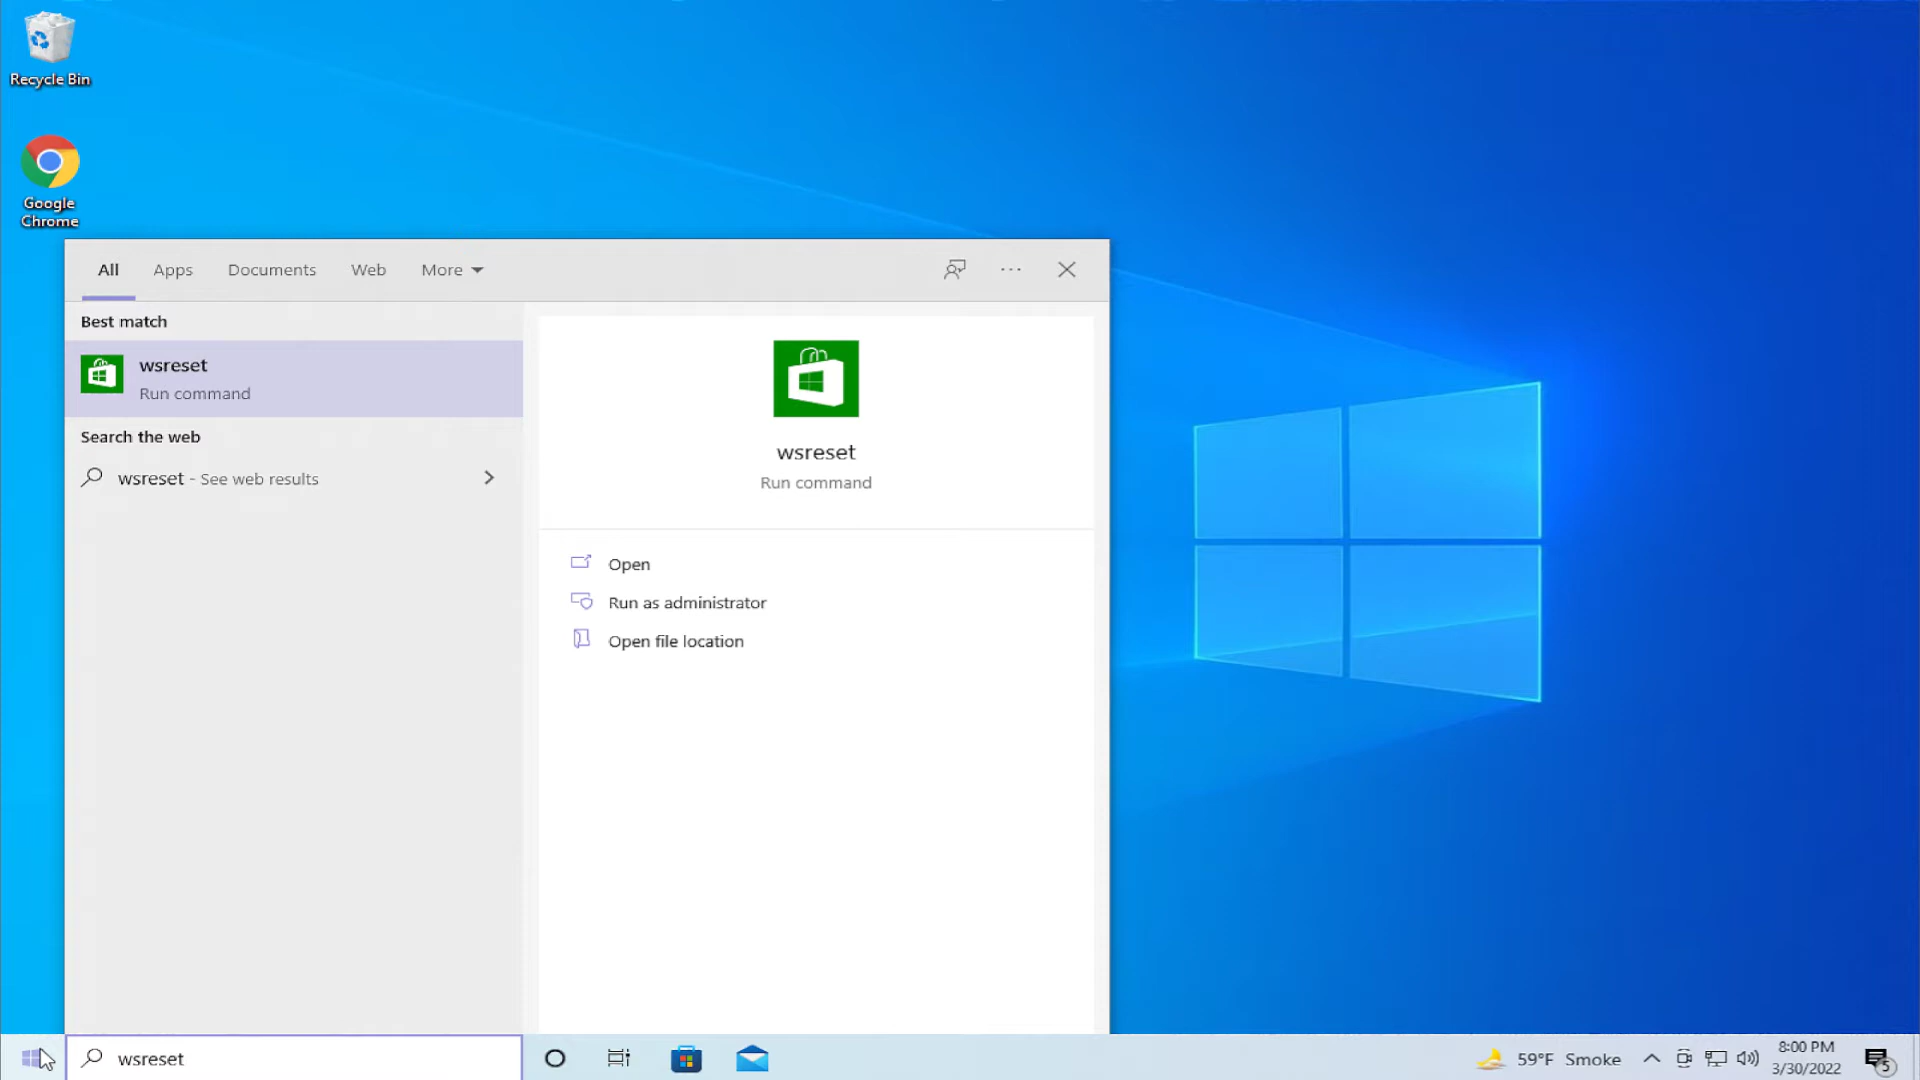 Recycle Bin
Google
Chrome
All Apps Documents Web More
Best match
wsreset
Run command
Search the web
wsreset - See web results
wsreset
Run command
Open
Run as administrator
Open file location
wsreset
59°F Smoke
8:00 PM
3/30/2022
5